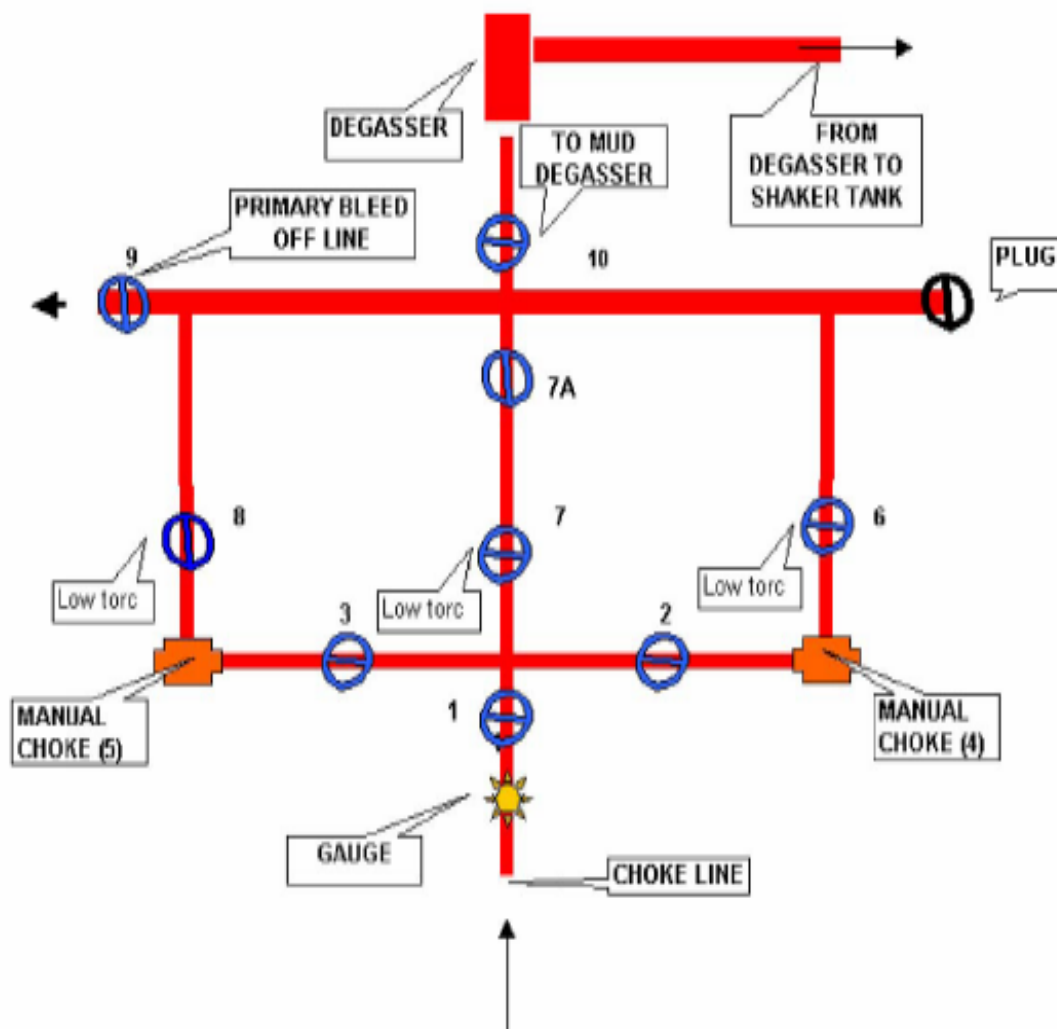 DEGASSER
TO MUD
DEGASSER
FROM
DEGASSER TO
SHAKER TANK
PRIMARY BLEED
OFF LINE
9
10
PLUG
7A
8
7
6
Low torc
Low torc
Low torc
3
2
MANUAL
CHOKE (5)
1
MANUAL
CHOKE (4)
GAUGE
CHOKE LINE